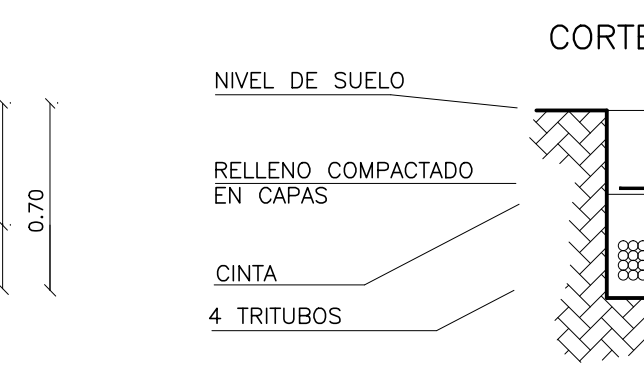 CORTE
NIVEL DE SUELO
RELLENO COMPACTADO
EN CAPAS
0.70
CINTA
4 TRITUBOS